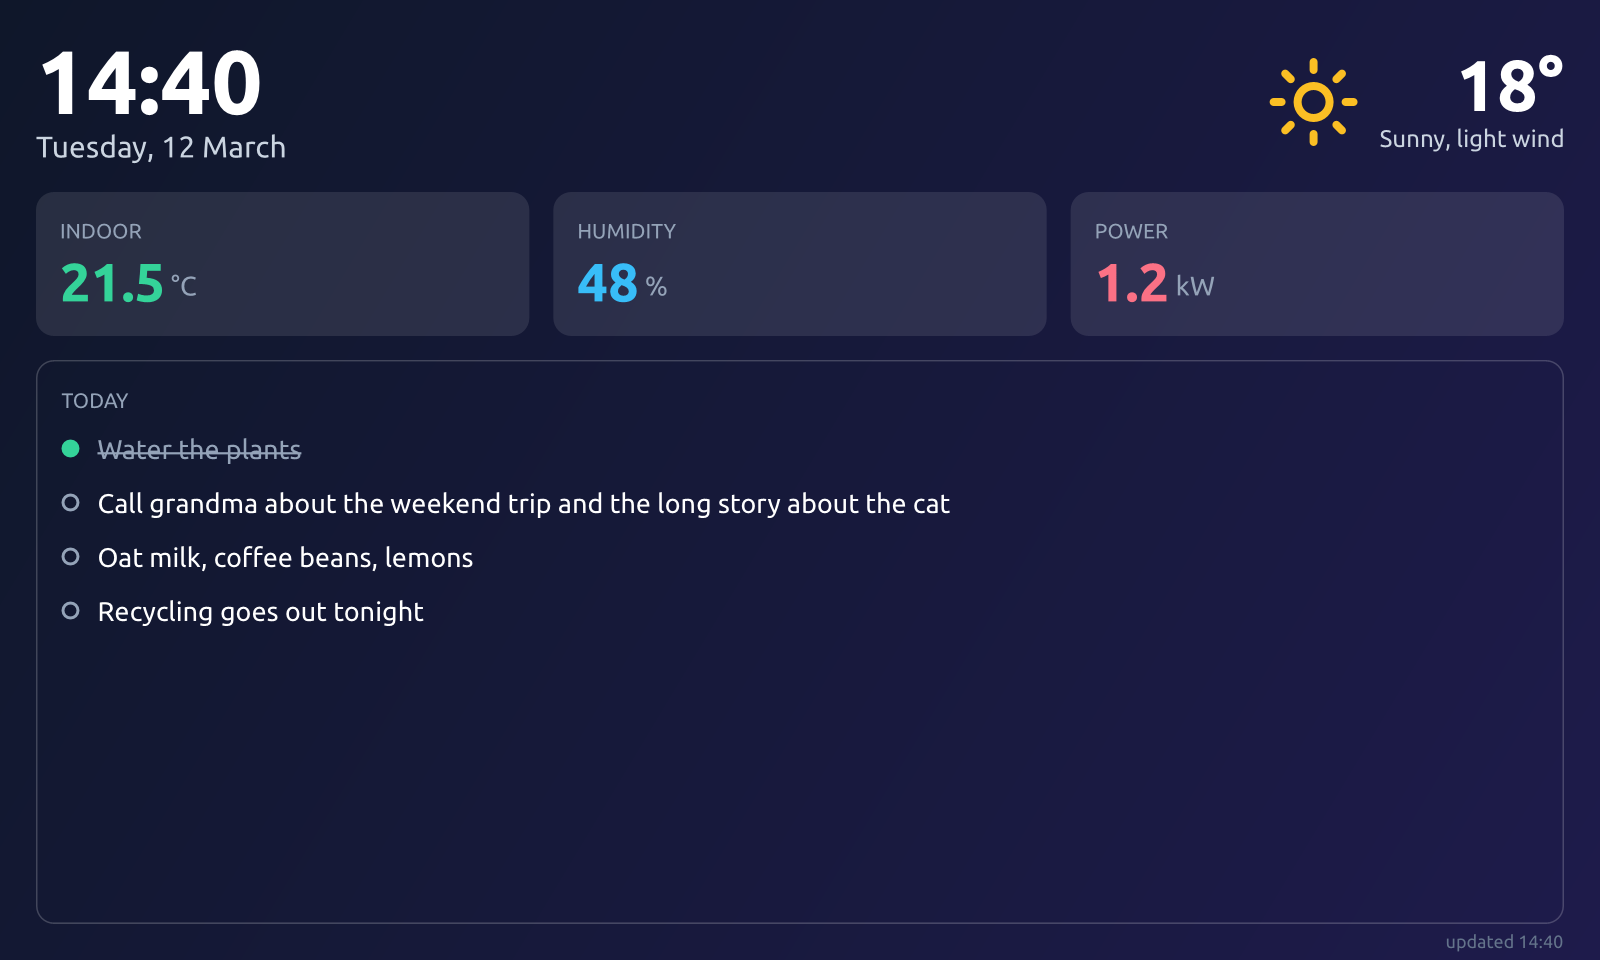 14:40
Tuesday, 12 March
18°
Sunny, light wind
INDOOR
21.5 °C
HUMIDITY
48 %
POWER
1.2 kW
TODAY
Water the plants
Call grandma about the weekend trip and the long story about the cat
Oat milk, coffee beans, lemons
Recycling goes out tonight
updated 14:40